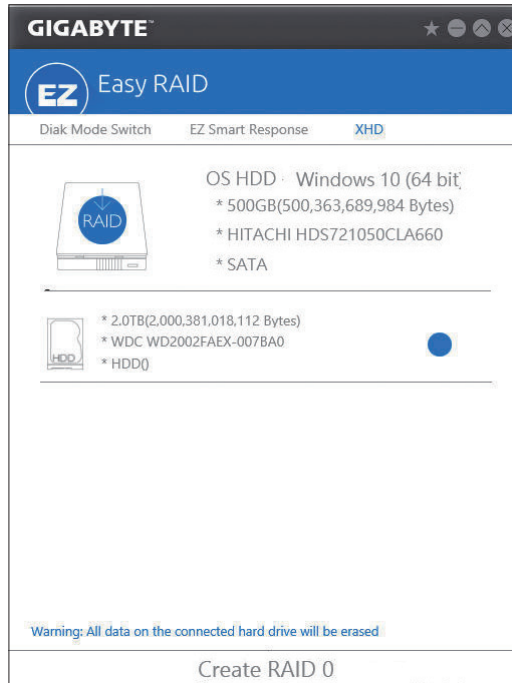 GIGABYTE™
EZ Easy RAID
Diak Mode Switch EZ Smart Response XHD
RAID
OS HDD · Windows 10 (64 bit)
* 500GB(500,363,689,984 Bytes)
* HITACHI HDS721050CLA660
* SATA
HDD
* 2.0TB(2,000,381,018,112 Bytes)
* WDC WD2002FAEX-007BA0
* HDD()
Warning: All data on the connected hard drive will be erased
Create RAID 0